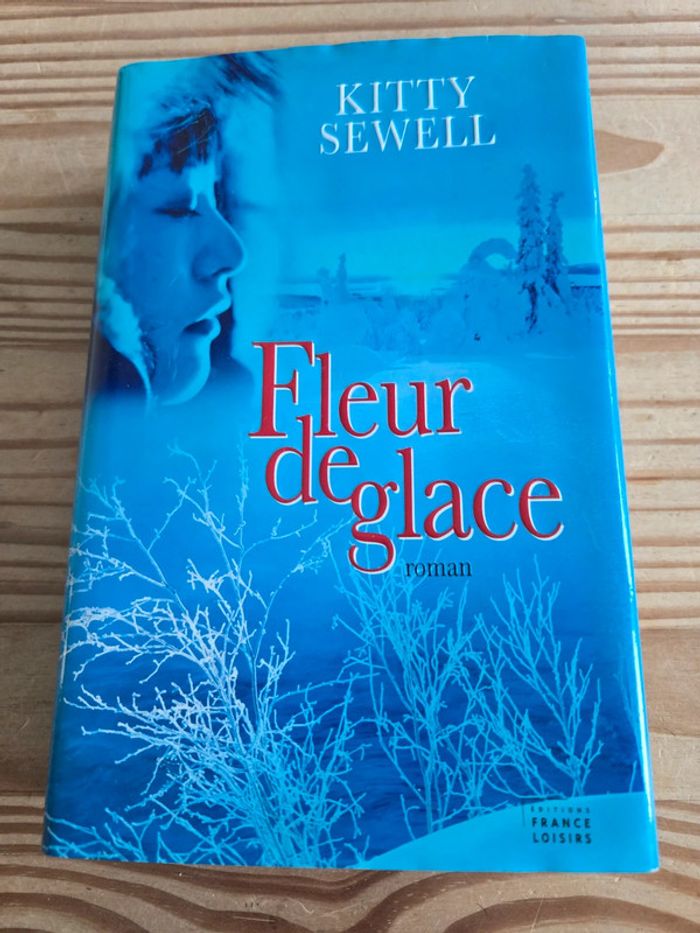 KITTY
SEWELL
Fleur
de
glace
roman
EDITIONS
FRANCE
LOISIRS